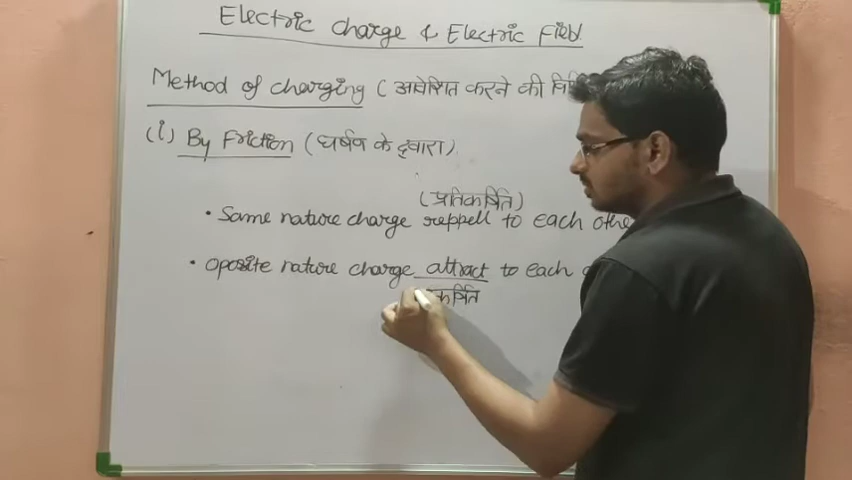 Electric charge & Electric Field
Method of charging (आवेशित करने की
(i) By Friction (घर्षण के द्वारा)
(प्रतिकर्षित)
• Same nature charge reppell to each othe
• oposite nature charge attract to each
कर्षित